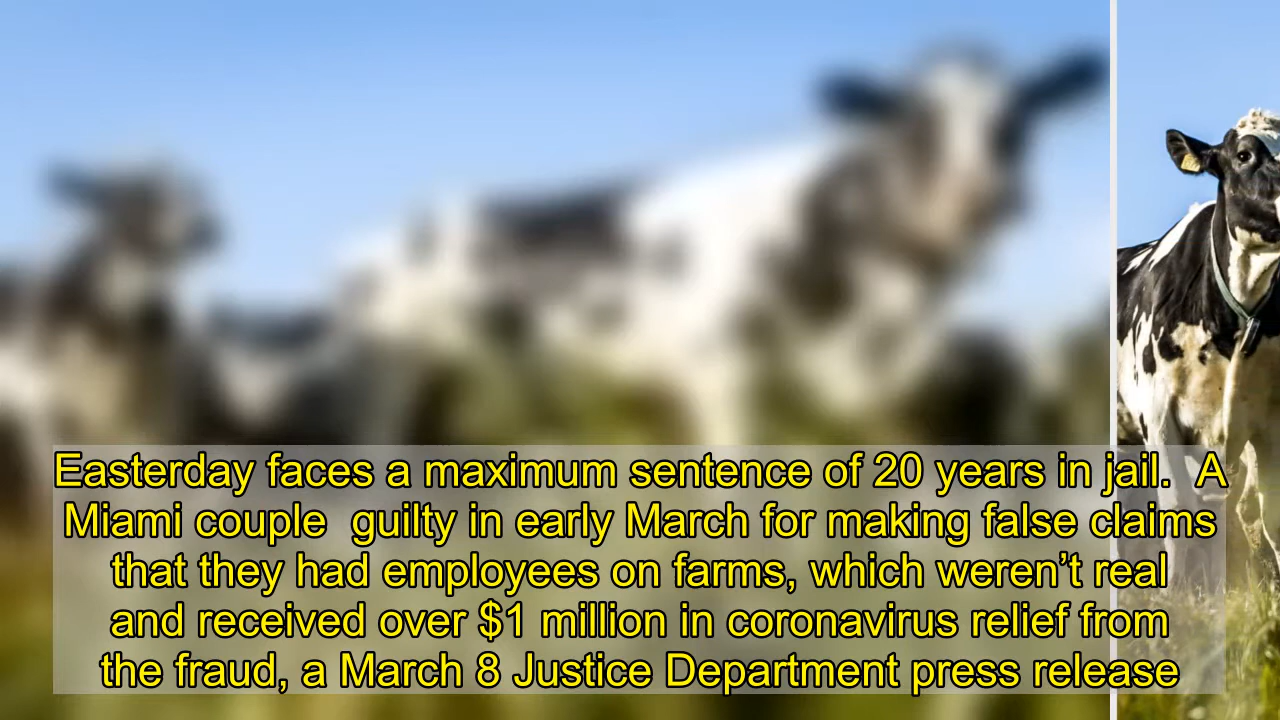 Easterday faces a maximum sentence of 20 years in jail.  A
Miami couple  guilty in early March for making false claims
that they had employees on farms, which weren’t real
and received over $1 million in coronavirus relief from
the fraud, a March 8 Justice Department press release